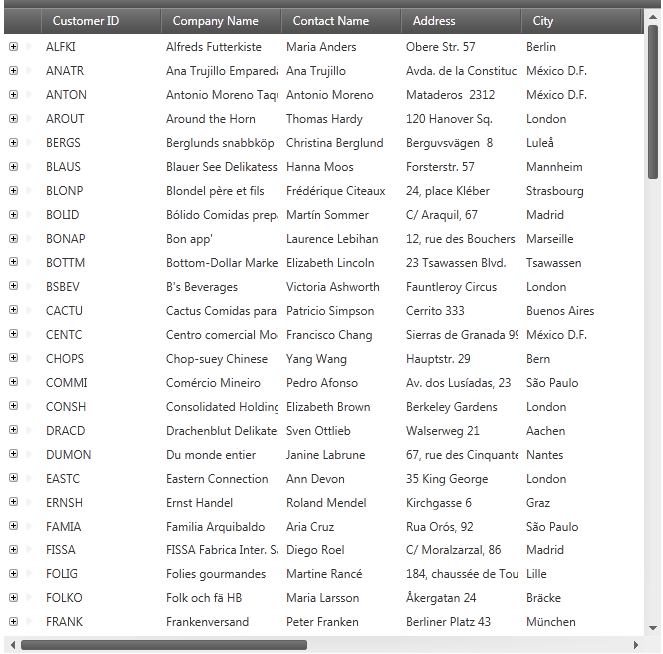 Customer ID Company Name Contact Name Address City
ALFKI Alfreds Futterkiste Maria Anders Obere Str. 57 Berlin
ANATR Ana Trujillo Empareda Ana Trujillo Avda. de la Constituc México D.F.
ANTON Antonio Moreno Taqu Antonio Moreno Mataderos 2312 México D.F.
AROUT Around the Horn Thomas Hardy 120 Hanover Sq. London
BERGS Berglunds snabbköp Christina Berglund Berguvsvägen 8 Luleå
BLAUS Blauer See Delikatess Hanna Moos Forsterstr. 57 Mannheim
BLONP Blondel père et fils Frédérique Citeaux 24, place Kléber Strasbourg
BOLID Bólido Comidas prepa Martín Sommer C/ Araquil, 67 Madrid
BONAP Bon app' Laurence Lebihan 12, rue des Bouchers Marseille
BOTTM Bottom-Dollar Marke Elizabeth Lincoln 23 Tsawassen Blvd. Tsawassen
BSBEV B's Beverages Victoria Ashworth Fauntleroy Circus London
CACTU Cactus Comidas para Patricio Simpson Cerrito 333 Buenos Aires
CENTC Centro comercial Mo Francisco Chang Sierras de Granada 99 México D.F.
CHOPS Chop-suey Chinese Yang Wang Hauptstr. 29 Bern
COMMI Comércio Mineiro Pedro Afonso Av. dos Lusíadas, 23 São Paulo
CONSH Consolidated Holding Elizabeth Brown Berkeley Gardens London
DRACD Drachenblut Delikate Sven Ottlieb Walserweg 21 Aachen
DUMON Du monde entier Janine Labrune 67, rue des Cinquante Nantes
EASTC Eastern Connection Ann Devon 35 King George London
ERNSH Ernst Handel Roland Mendel Kirchgasse 6 Graz
FAMIA Familia Arquibaldo Aria Cruz Rua Orós, 92 São Paulo
FISSA FISSA Fabrica Inter. S Diego Roel C/ Moralzarzal, 86 Madrid
FOLIG Folies gourmandes Martine Rancé 184, chaussée de Tou Lille
FOLKO Folk och fä HB Maria Larsson Åkergatan 24 Bräcke
FRANK Frankenversand Peter Franken Berliner Platz 43 München